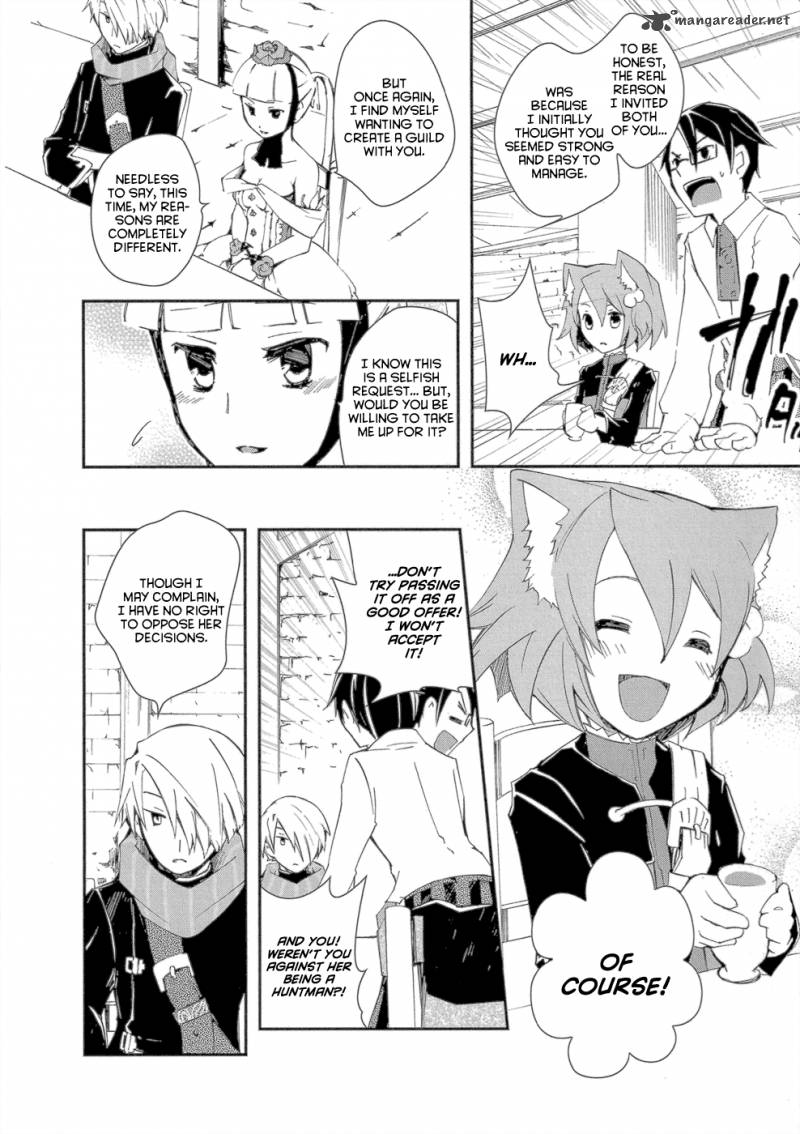 mangareader.net
TO BE
HONEST,
THE REAL
REASON
I INVITED
BOTH
OF YOU...
WAS
BECAUSE
I INITIALLY
THOUGHT YOU
SEEMED STRONG
AND EASY TO
MANAGE.
WH...
バン
BUT
ONCE AGAIN,
I FIND MYSELF
WANTING TO
CREATE A GUILD
WITH YOU.
NEEDLESS
TO SAY, THIS
TIME, MY REA-
SONS ARE
COMPLETELY
DIFFERENT.
I KNOW THIS
IS A SELFISH
REQUEST... BUT,
WOULD YOU BE
WILLING TO TAKE
ME UP FOR IT?
OF
COURSE!
...DON'T
TRY PASSING
IT OFF AS A
GOOD OFFER!
I WON'T
ACCEPT
IT!
AND YOU!
WEREN'T YOU
AGAINST HER
BEING A
HUNTMAN?!
THOUGH I
MAY COMPLAIN,
I HAVE NO RIGHT
TO OPPOSE HER
DECISIONS.